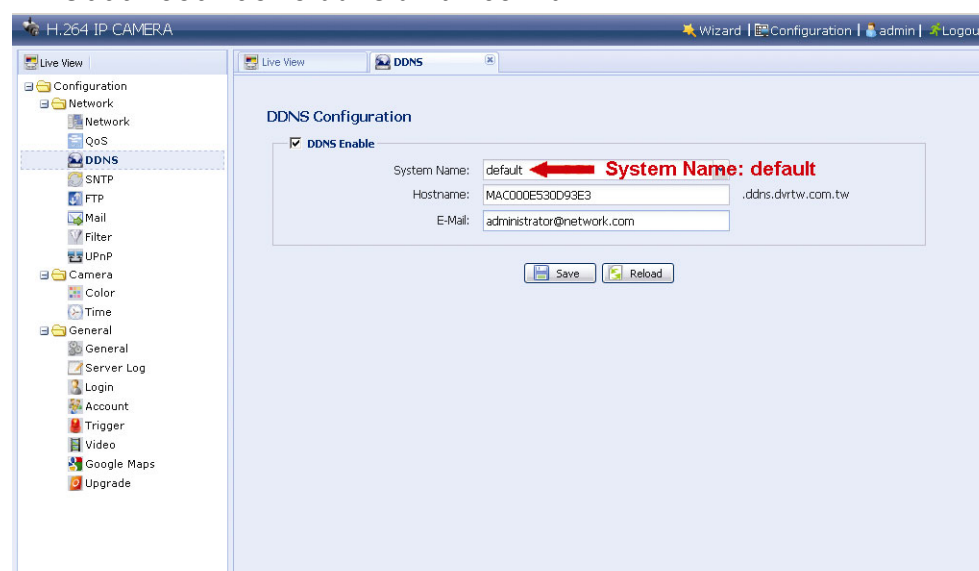 H.264 IP CAMERA
Wizard | Configuration | admin | Logou
Live View
Configuration
Network
Network
QoS
DDNS
SNTP
FTP
Mail
Filter
UPnP
Camera
Color
Time
General
General
Server Log
Login
Account
Trigger
Video
Google Maps
Upgrade
Live View
DDNS
DDNS Configuration
DDNS Enable
System Name: default
System Name: default
Hostname: MAC000E530D93E3 .ddns.dvrtw.com.tw
E-Mail: administrator@network.com
Save Reload